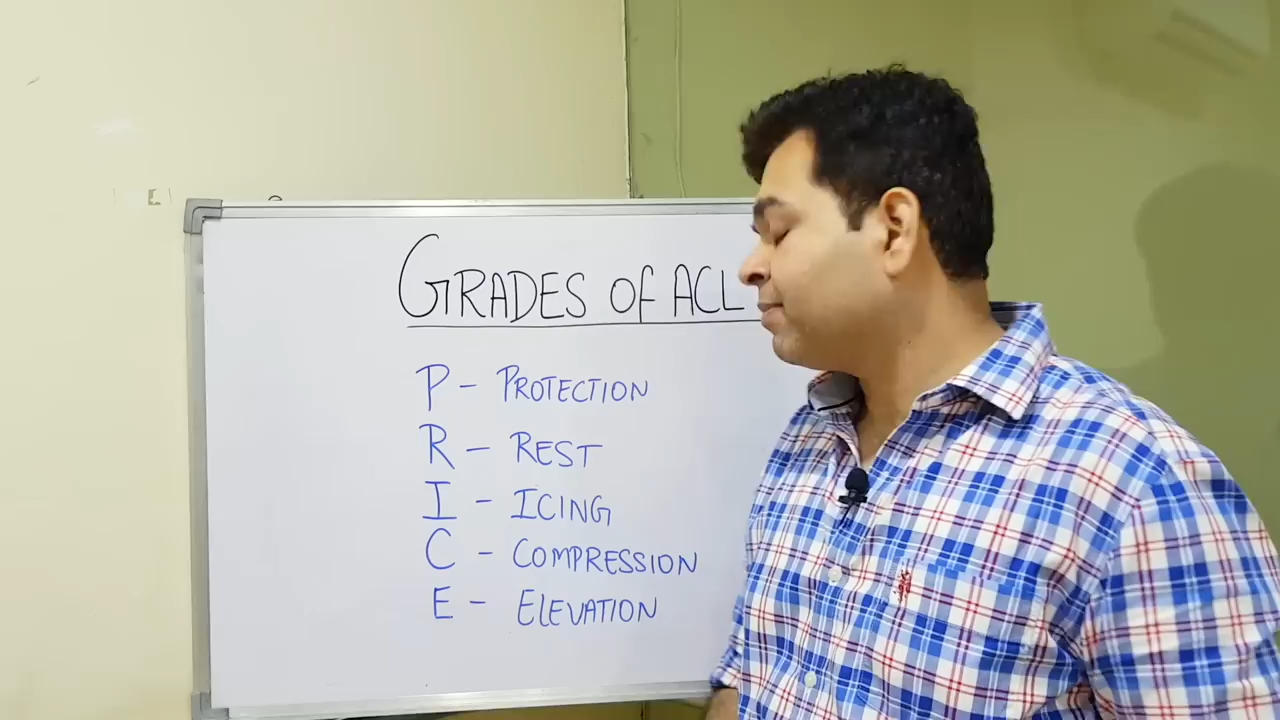 GRADES Of ACL
P - PROTECTION
R - REST
I - ICING
C - COMPRESSION
E - ELEVATION